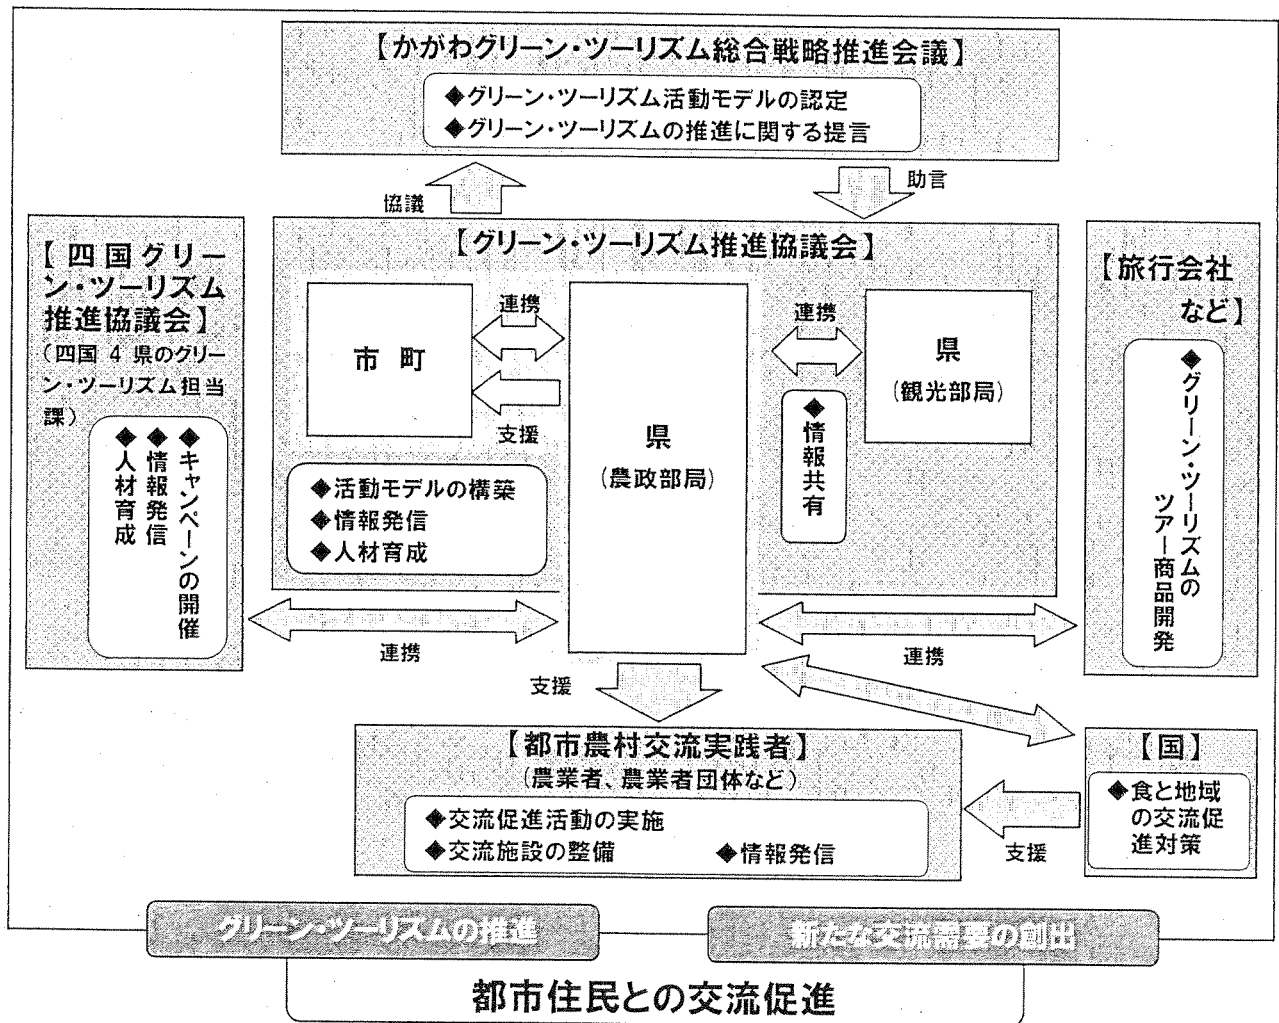 【かがわグリーン・ツーリズム総合戦略推進会議】
◆グリーン・ツーリズム活動モデルの認定
◆グリーン・ツーリズムの推進に関する提言
協議
助言
【四国グリー
ン・ツーリズム
推進協議会】
(四国4県のグリー
ン・ツーリズム担当
課)
◆キャンペーンの開催
◆情報発信
◆人材育成
【グリーン・ツーリズム推進協議会】
市町
連携
支援
県
(農政部局)
連携
県
(観光部局)
◆情報共有
◆活動モデルの構築
◆情報発信
◆人材育成
【旅行会社
など】
◆グリーン・ツーリズムの
ツアー商品開発
連携
連携
支援
【都市農村交流実践者】
(農業者、農業者団体など)
◆交流促進活動の実施
◆交流施設の整備 ◆情報発信
支援
【国】
◆食と地域
の交流促
進対策
グリーン・ツーリズムの推進
新たな交流需要の創出
都市住民との交流促進